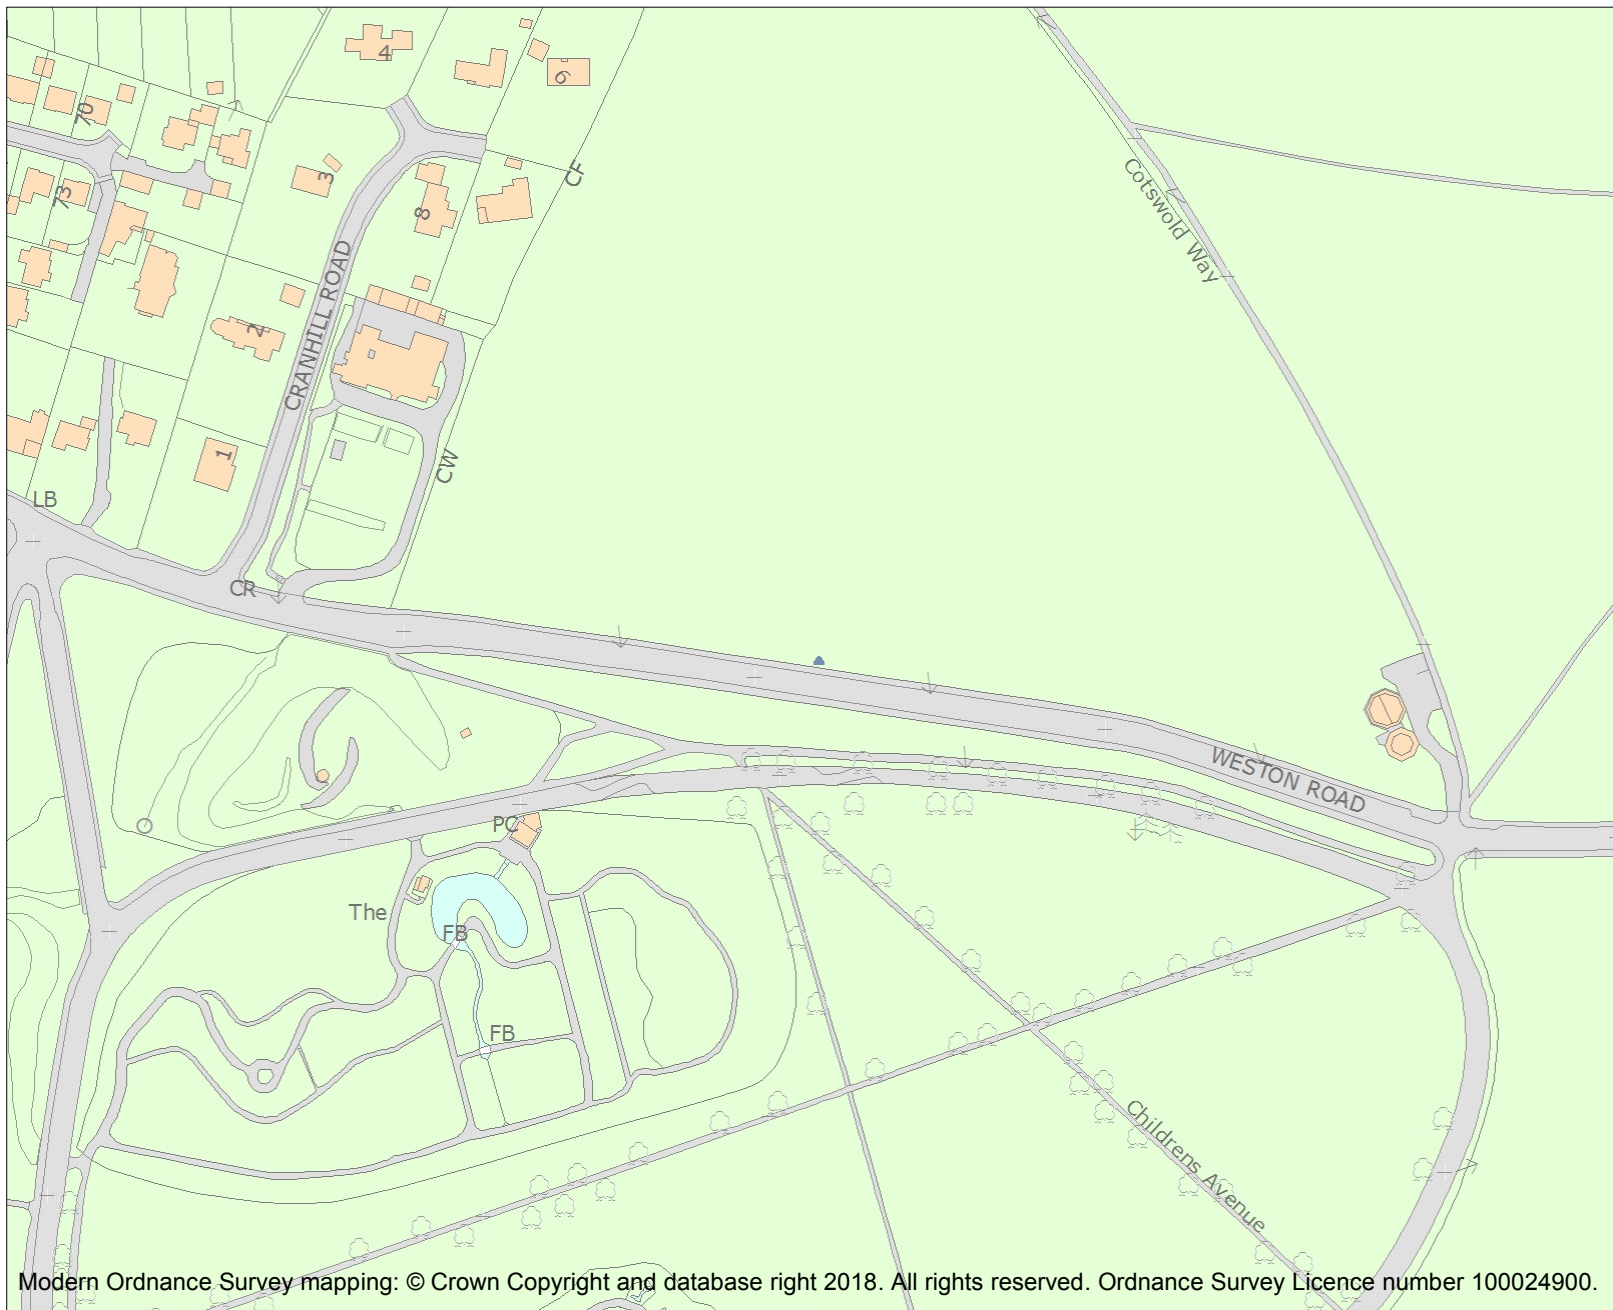 4
6
70
3
CF
73
8
Cotswold Way
CRANHILL ROAD
2
1
CW
LB
CR
WESTON ROAD
PC
The
FB
FB
Childrens Avenue
Modern Ordnance Survey mapping: © Crown Copyright and database right 2018. All rights reserved. Ordnance Survey Licence number 100024900.